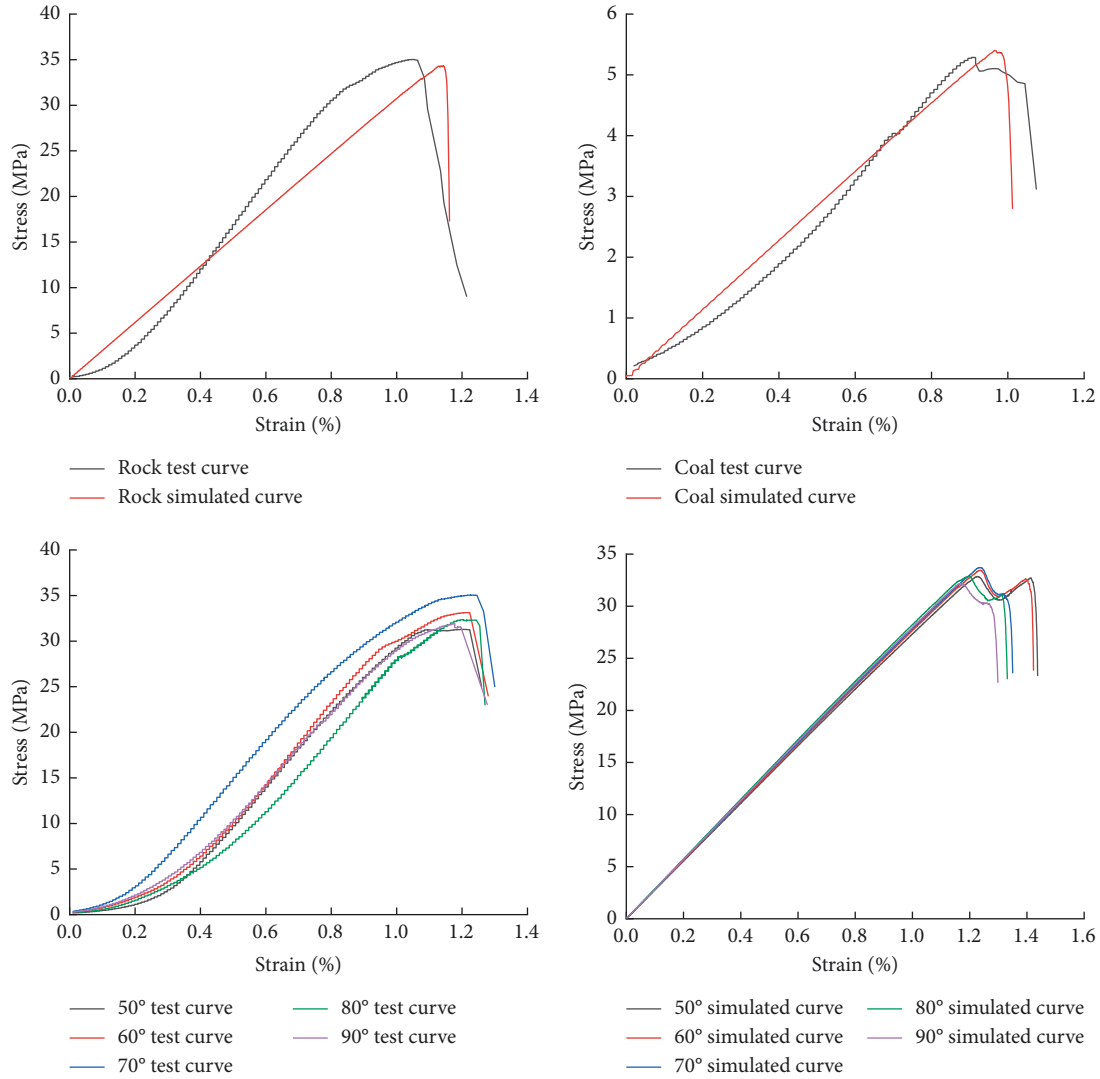 40
35
30
25
20
15
10
5
0
Stress (MPa)
0.0 0.2 0.4 0.6 0.8 1.0 1.2 1.4
Strain (%)
Rock test curve
Rock simulated curve
6
5
4
3
2
1
0
Stress (MPa)
0.0 0.2 0.4 0.6 0.8 1.0 1.2
Strain (%)
Coal test curve
Coal simulated curve
40
35
30
25
20
15
10
5
0
Stress (MPa)
0.0 0.2 0.4 0.6 0.8 1.0 1.2 1.4
Strain (%)
50° test curve 80° test curve
60° test curve 90° test curve
70° test curve
35
30
25
20
15
10
5
0
Stress (MPa)
0.0 0.2 0.4 0.6 0.8 1.0 1.2 1.4 1.6
Strain (%)
50° simulated curve 80° simulated curve
60° simulated curve 90° simulated curve
70° simulated curve